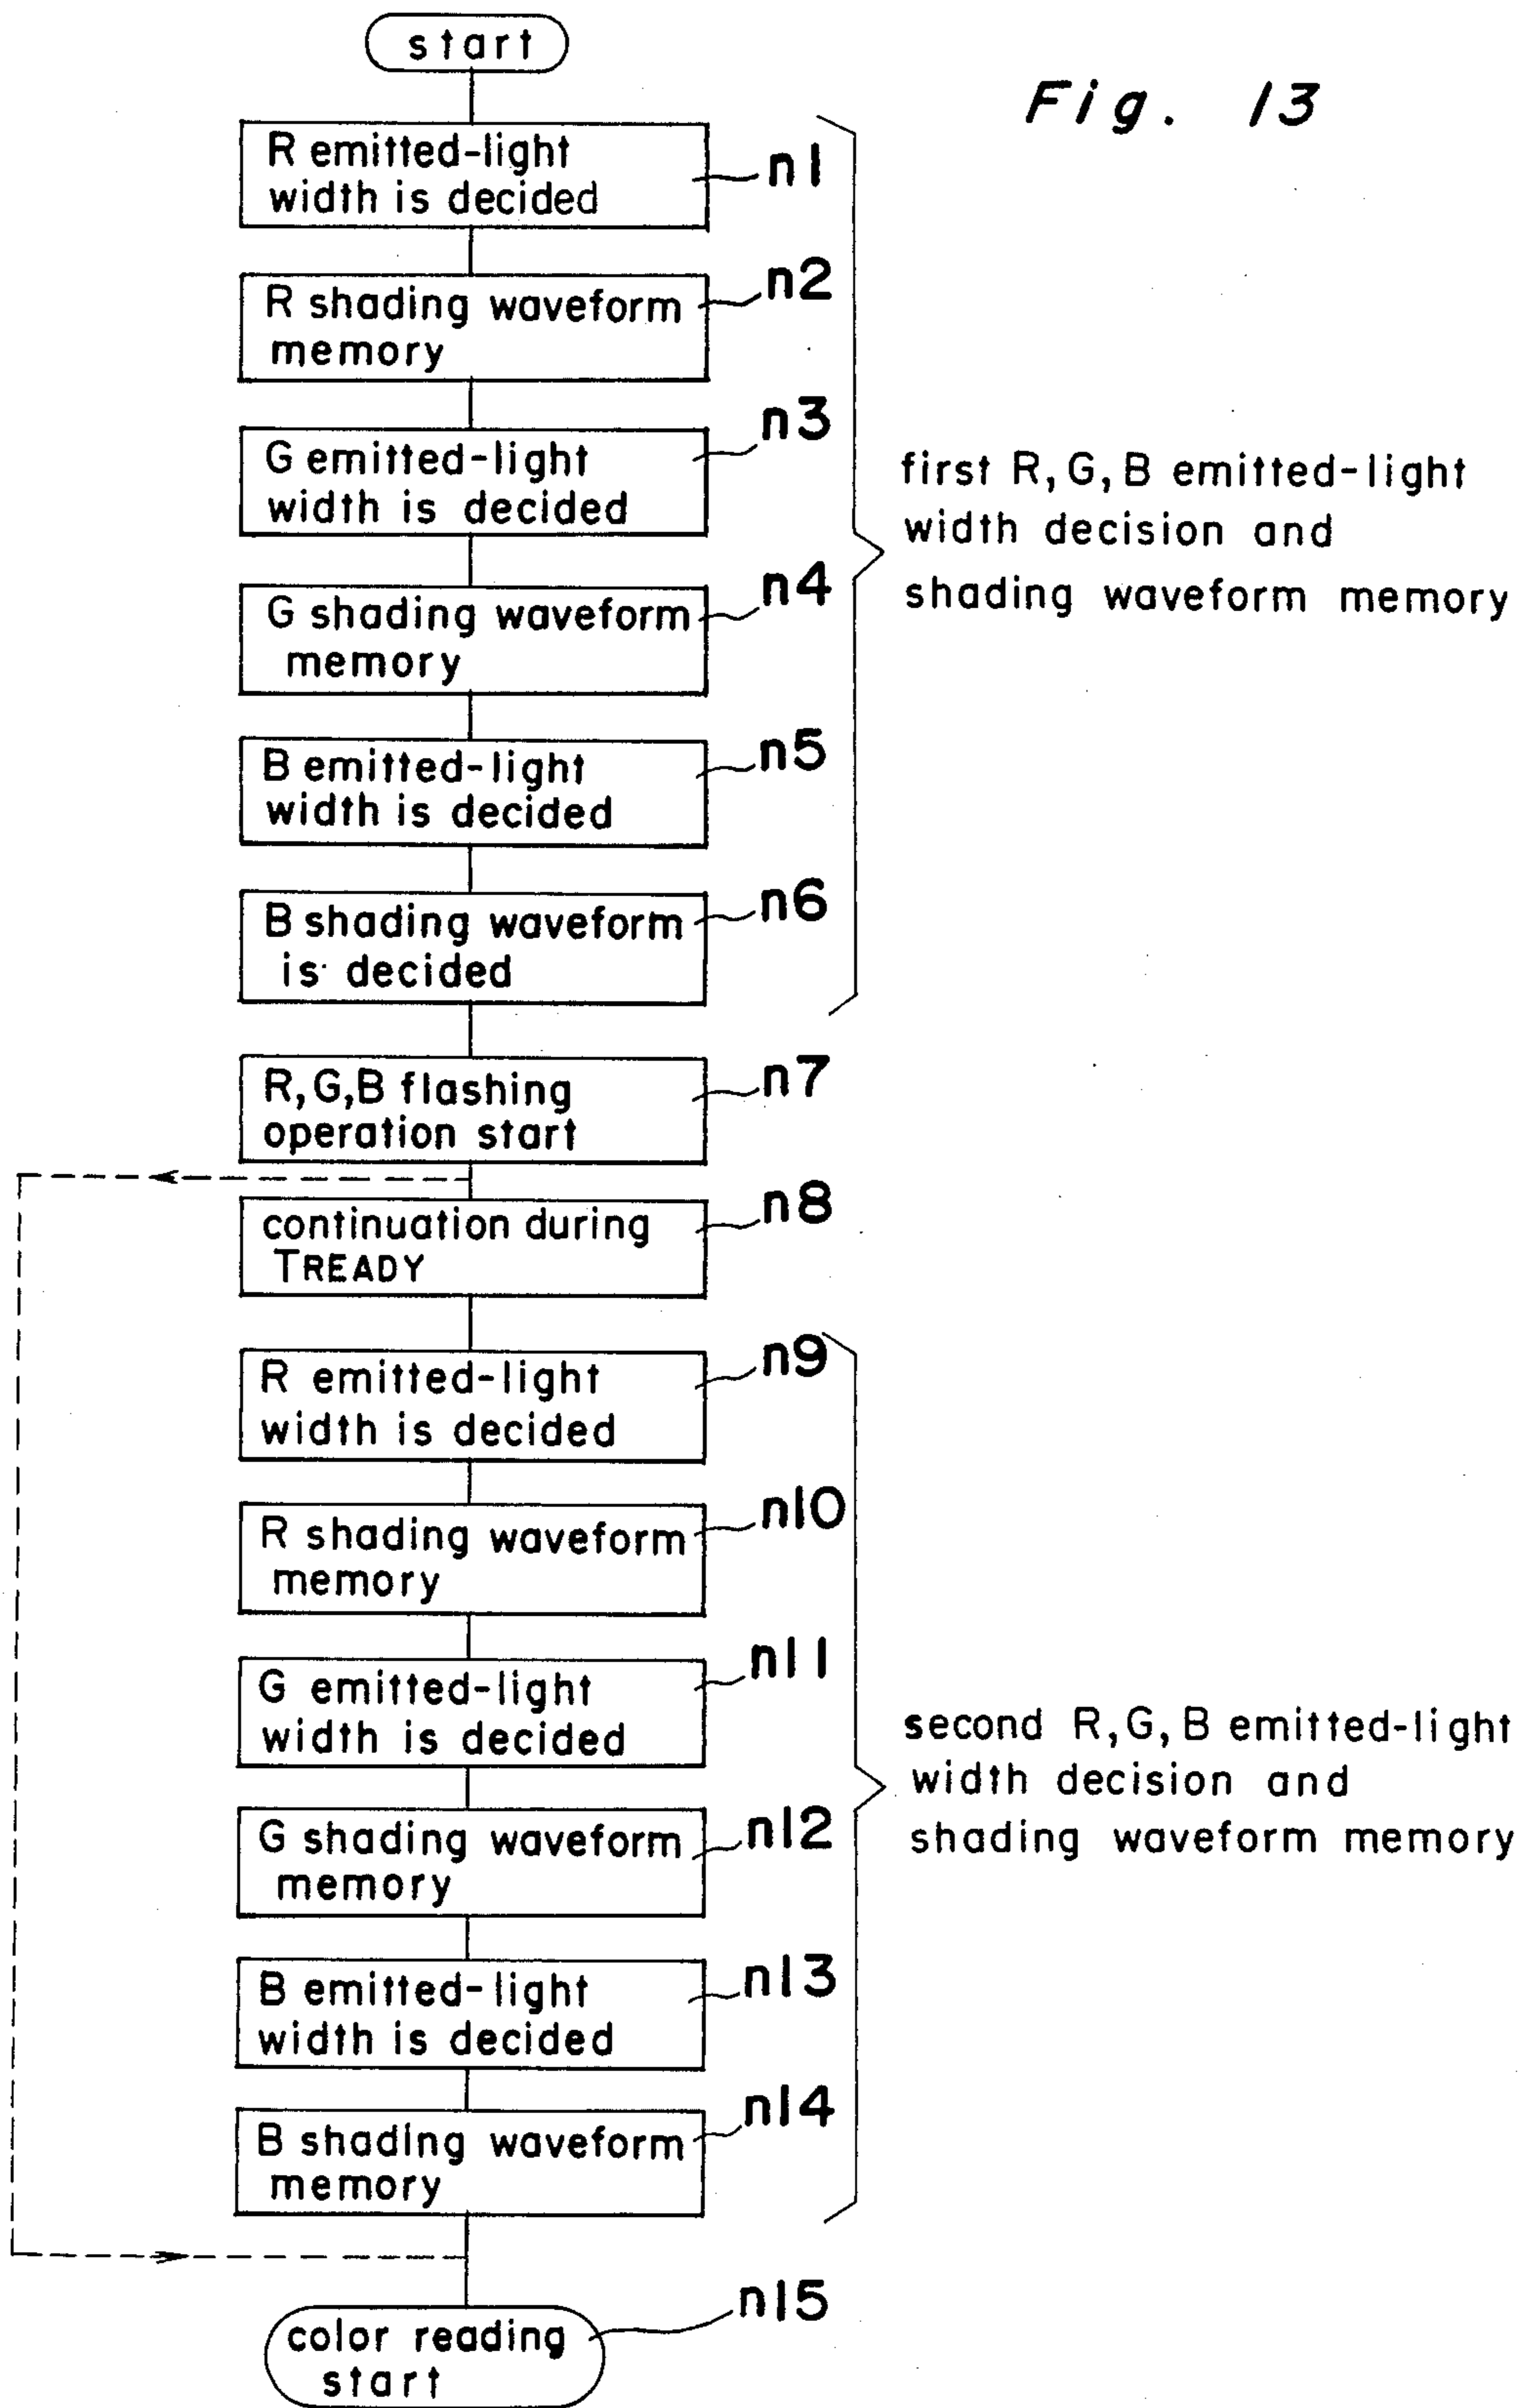 Fig. 13
start
R emitted-light
width is decided
n1
R shading waveform
memory
n2
G emitted-light
width is decided
n3
G shading waveform
memory
n4
B emitted-light
width is decided
n5
B shading waveform
is decided
n6
first R, G, B emitted-light
width decision and
shading waveform memory
R, G, B flashing
operation start
n7
continuation during
TREADY
n8
R emitted-light
width is decided
n9
R shading waveform
memory
n10
G emitted-light
width is decided
n11
G shading waveform
memory
n12
B emitted-light
width is decided
n13
B shading waveform
memory
n14
second R, G, B emitted-light
width decision and
shading waveform memory
color reading
start
n15